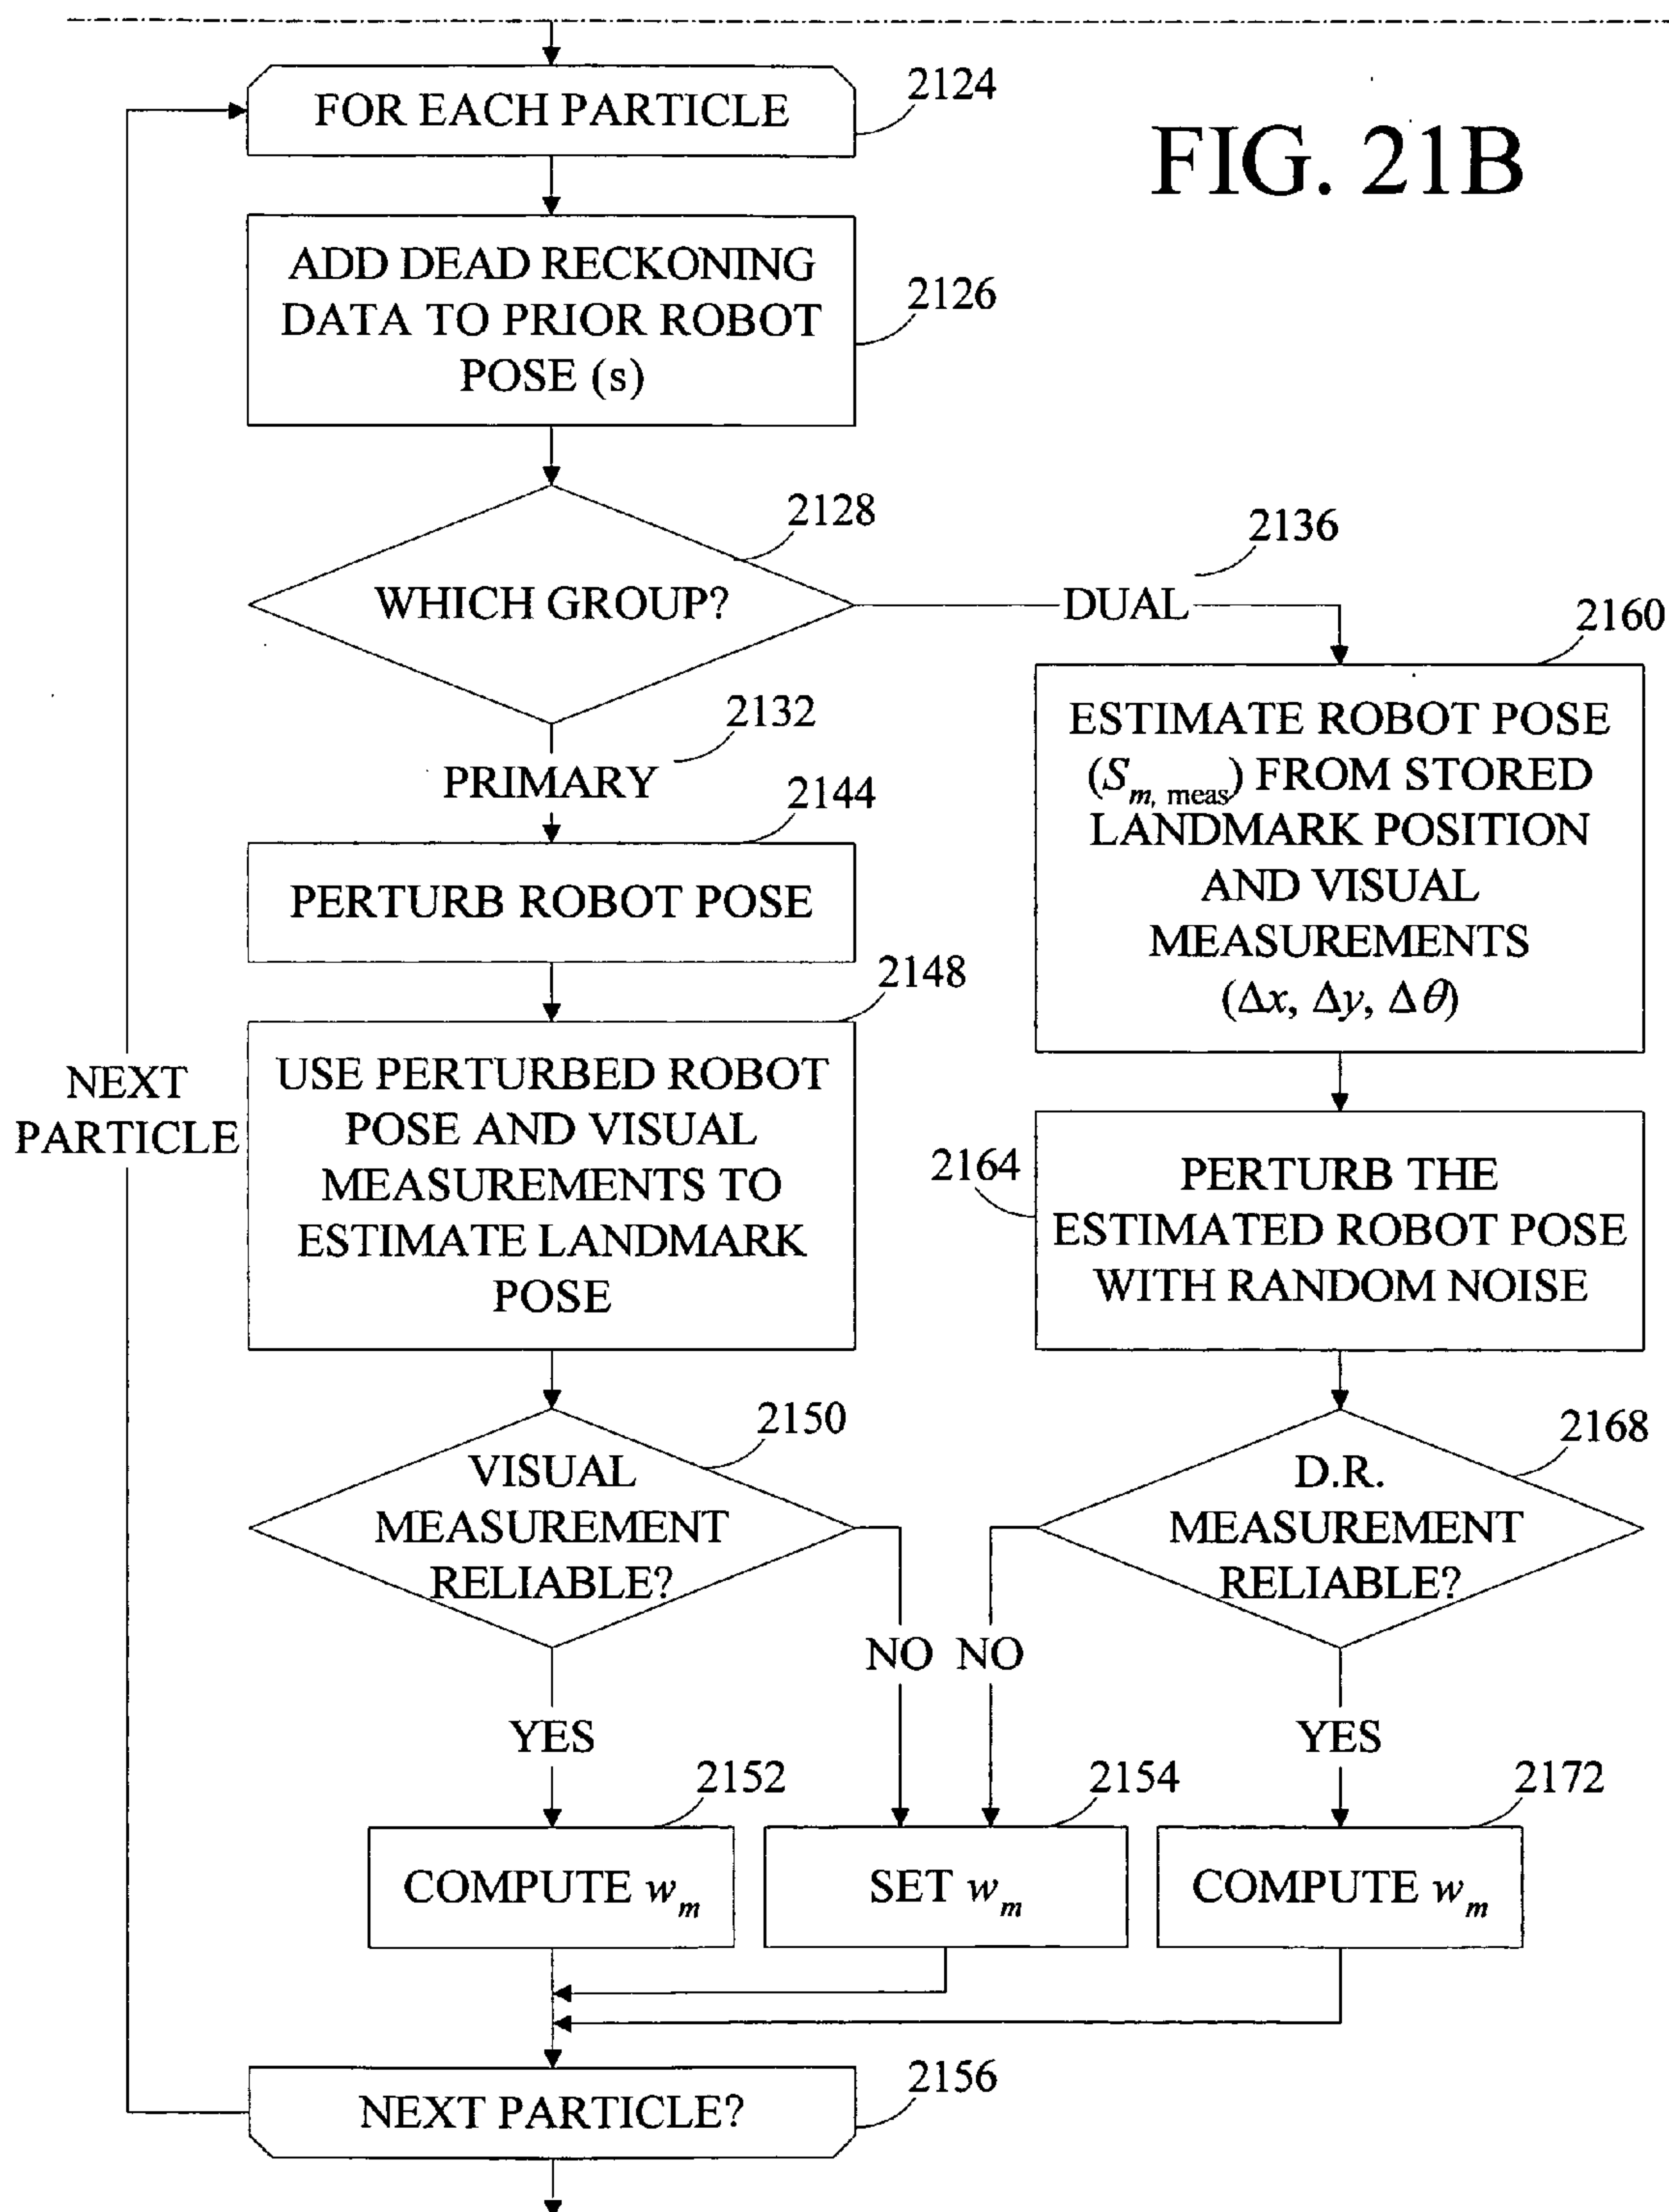 FOR EACH PARTICLE
2124
FIG. 21B
ADD DEAD RECKONING
DATA TO PRIOR ROBOT
POSE (s)
2126
WHICH GROUP?
2128
DUAL
2136
PRIMARY
2132
2144
PERTURB ROBOT POSE
2148
USE PERTURBED ROBOT
POSE AND VISUAL
MEASUREMENTS TO
ESTIMATE LANDMARK
POSE
NEXT
PARTICLE
2160
ESTIMATE ROBOT POSE
(S_{m, meas}) FROM STORED
LANDMARK POSITION
AND VISUAL
MEASUREMENTS
(Δx, Δy, Δθ)
2164
PERTURB THE
ESTIMATED ROBOT POSE
WITH RANDOM NOISE
2150
VISUAL
MEASUREMENT
RELIABLE?
2168
D.R.
MEASUREMENT
RELIABLE?
NO
NO
YES
YES
2152
COMPUTE w_m
2154
SET w_m
2172
COMPUTE w_m
NEXT PARTICLE?
2156